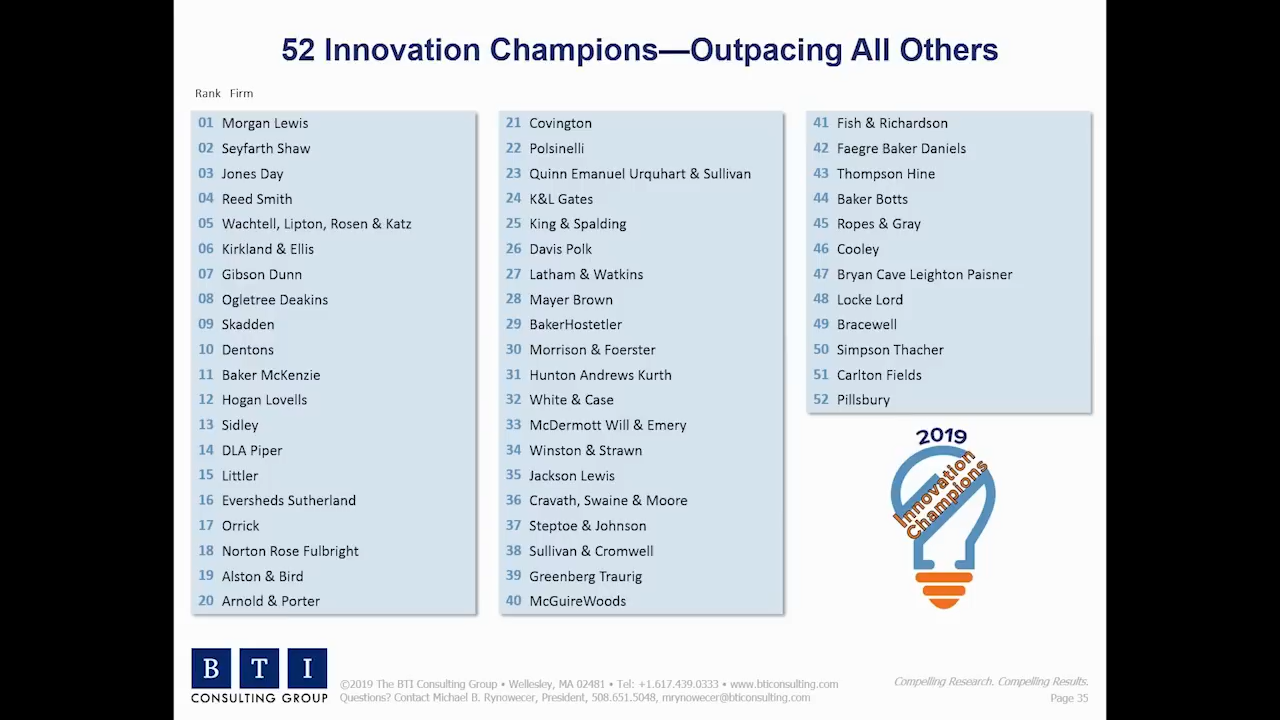 52 Innovation Champions—Outpacing All Others
Rank Firm
01 Morgan Lewis
02 Seyfarth Shaw
03 Jones Day
04 Reed Smith
05 Wachtell, Lipton, Rosen & Katz
06 Kirkland & Ellis
07 Gibson Dunn
08 Ogletree Deakins
09 Skadden
10 Dentons
11 Baker McKenzie
12 Hogan Lovells
13 Sidley
14 DLA Piper
15 Littler
16 Eversheds Sutherland
17 Orrick
18 Norton Rose Fulbright
19 Alston & Bird
20 Arnold & Porter
21 Covington
22 Polsinelli
23 Quinn Emanuel Urquhart & Sullivan
24 K&L Gates
25 King & Spalding
26 Davis Polk
27 Latham & Watkins
28 Mayer Brown
29 BakerHostetler
30 Morrison & Foerster
31 Hunton Andrews Kurth
32 White & Case
33 McDermott Will & Emery
34 Winston & Strawn
35 Jackson Lewis
36 Cravath, Swaine & Moore
37 Steptoe & Johnson
38 Sullivan & Cromwell
39 Greenberg Traurig
40 McGuireWoods
41 Fish & Richardson
42 Faegre Baker Daniels
43 Thompson Hine
44 Baker Botts
45 Ropes & Gray
46 Cooley
47 Bryan Cave Leighton Paisner
48 Locke Lord
49 Bracewell
50 Simpson Thacher
51 Carlton Fields
52 Pillsbury
2019
Innovation
Champions
BTI
CONSULTING GROUP
©2019 The BTI Consulting Group • Wellesley, MA 02481 • Tel: +1.617.439.0333 • www.bticonsulting.com
Questions? Contact Michael B. Rynowecer, President, 508.651.5048, mrynowecer@bticonsulting.com
Compelling Research. Compelling Results.
Page 35